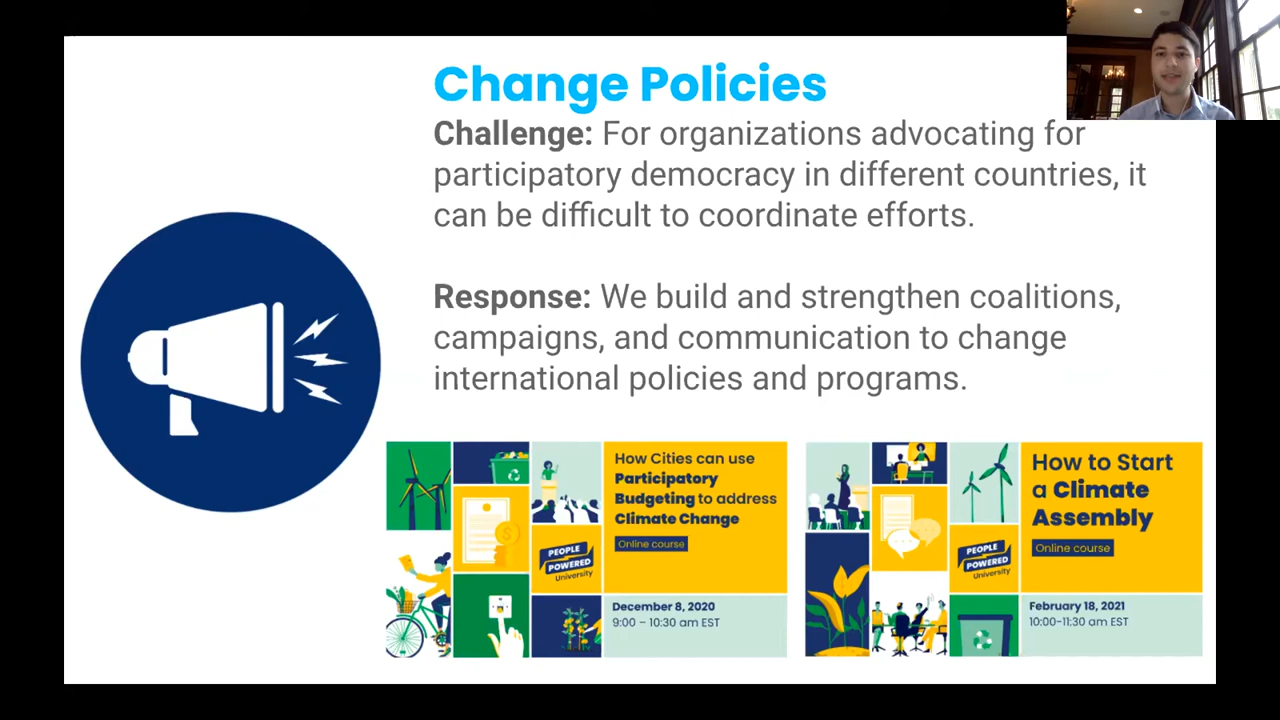 Change Policies
Challenge: For organizations advocating for
participatory democracy in different countries, it
can be difficult to coordinate efforts.
Response: We build and strengthen coalitions,
campaigns, and communication to change
international policies and programs.
How Cities can use
Participatory
Budgeting to address
Climate Change
Online course
PEOPLE
POWERED
University
December 8, 2020
9:00 – 10:30 am EST
How to Start
a Climate
Assembly
Online course
PEOPLE
POWERED
University
February 18, 2021
10:00-11:30 am EST